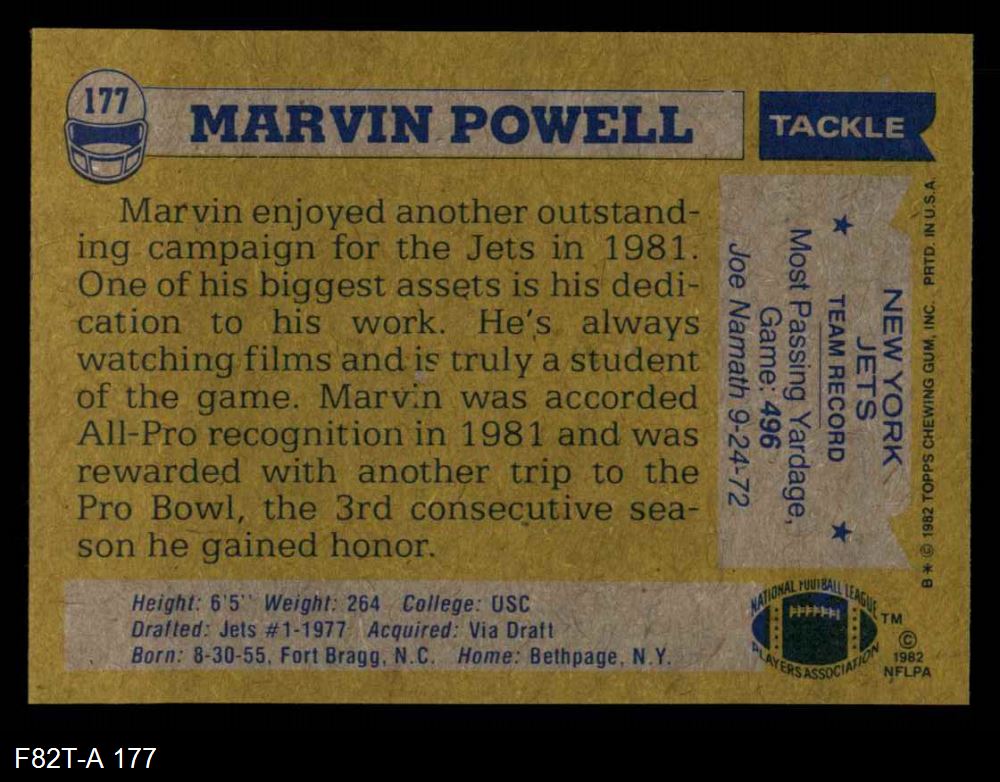 177
MARVIN POWELL
TACKLE
Marvin enjoyed another outstand-
ing campaign for the Jets in 1981.
One of his biggest assets is his dedi-
cation to his work. He's always
watching films and is truly a student
of the game. Marvin was accorded
All-Pro recognition in 1981 and was
rewarded with another trip to the
Pro Bowl, the 3rd consecutive sea-
son he gained honor.
NEW YORK
JETS
★ TEAM RECORD ★
Most Passing Yardage,
Game: 496
Joe Namath 9-24-72
B* © 1982 TOPPS CHEWING GUM, INC. PRTD. IN U.S.A.
Height: 6'5" Weight: 264 College: USC
Drafted: Jets #1-1977 Acquired: Via Draft
Born: 8-30-55, Fort Bragg, N.C. Home: Bethpage, N.Y.
NATIONAL FOOTBALL LEAGUE
PLAYERS ASSOCIATION
TM
©
1982
NFLPA
F82T-A 177